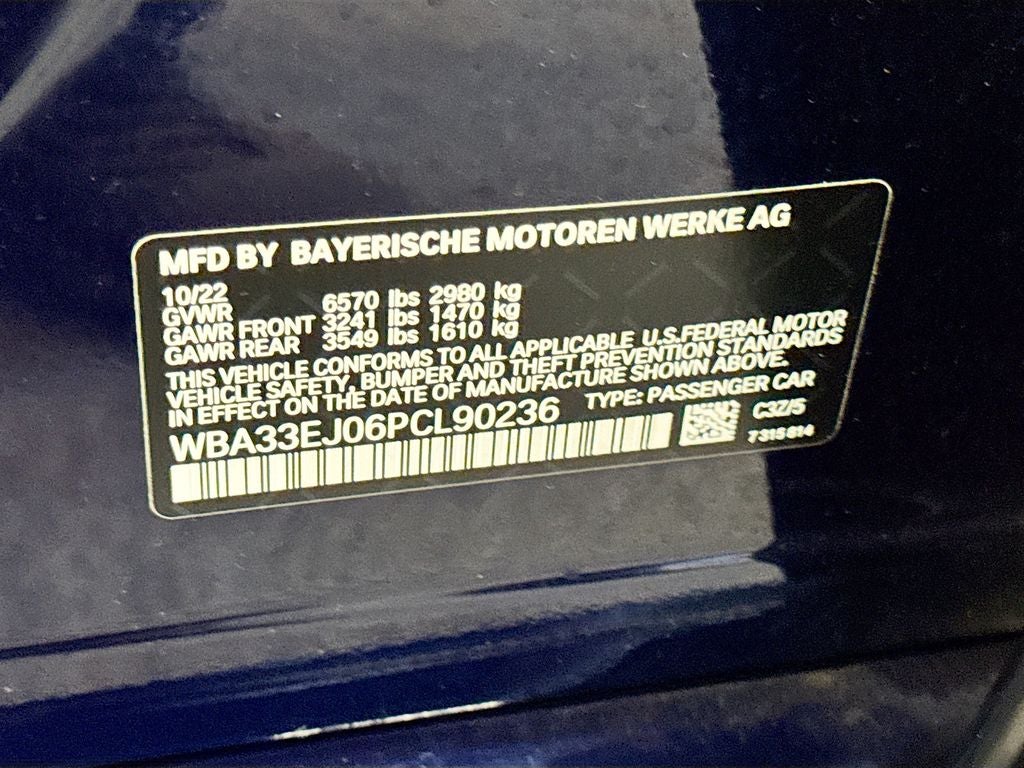 MFD BY BAYERISCHE MOTOREN WERKE AG
10/22
GVWR 6570 lbs 2980 kg
GAWR FRONT 3241 lbs 1470 kg
GAWR REAR 3549 lbs 1610 kg
THIS VEHICLE CONFORMS TO ALL APPLICABLE U.S.FEDERAL MOTOR
VEHICLE SAFETY, BUMPER AND THEFT PREVENTION STANDARDS
IN EFFECT ON THE DATE OF MANUFACTURE SHOWN ABOVE.
WBA33EJ06PCL90236 TYPE: PASSENGER CAR
C3Z/5
7315614